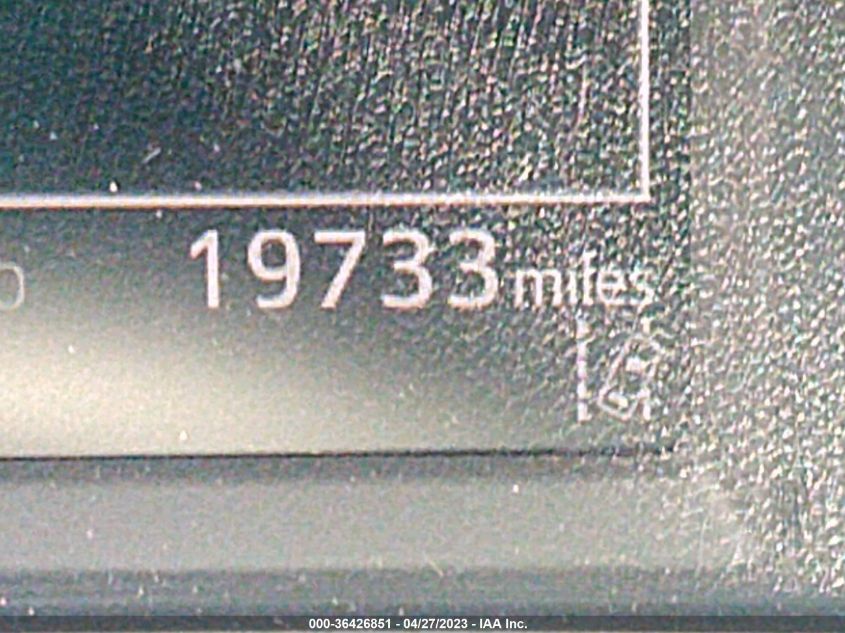 19733 miles
000-36426851 - 04/27/2023 - IAA Inc.